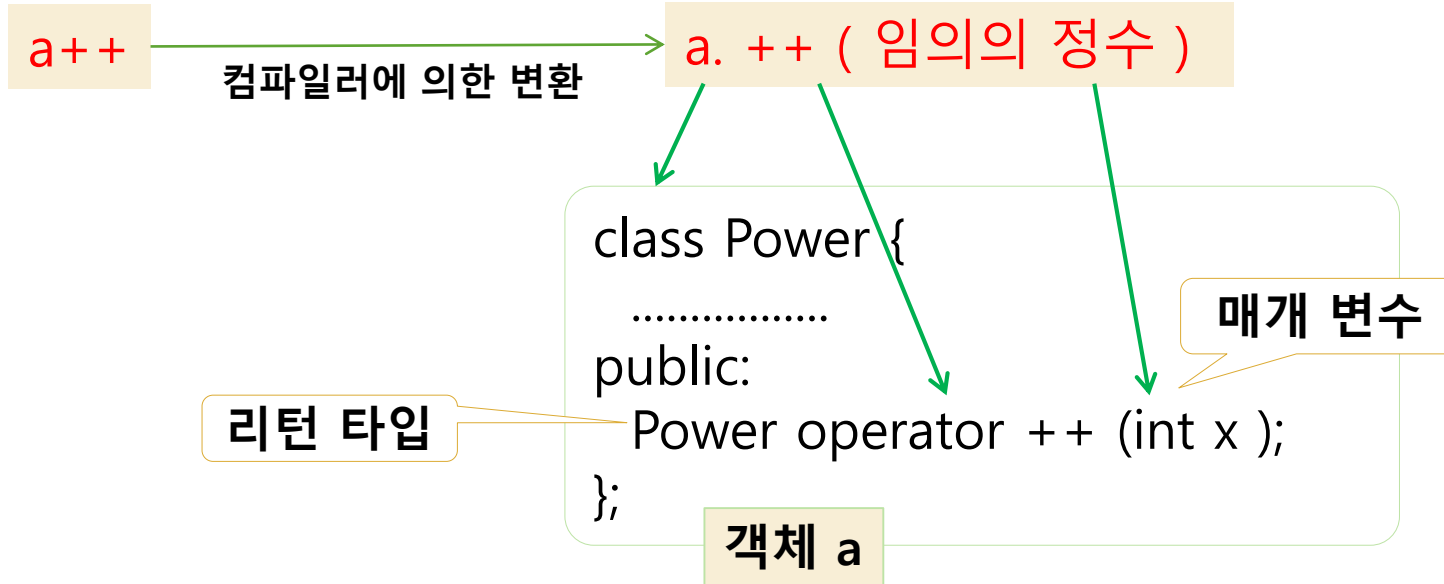 a++
a. ++ ( 임의의 정수 )
컴파일러에 의한 변환
class Power {
.................
매개 변수
public:
리턴 타입
Power operator ++ (int x );
};
객체 a